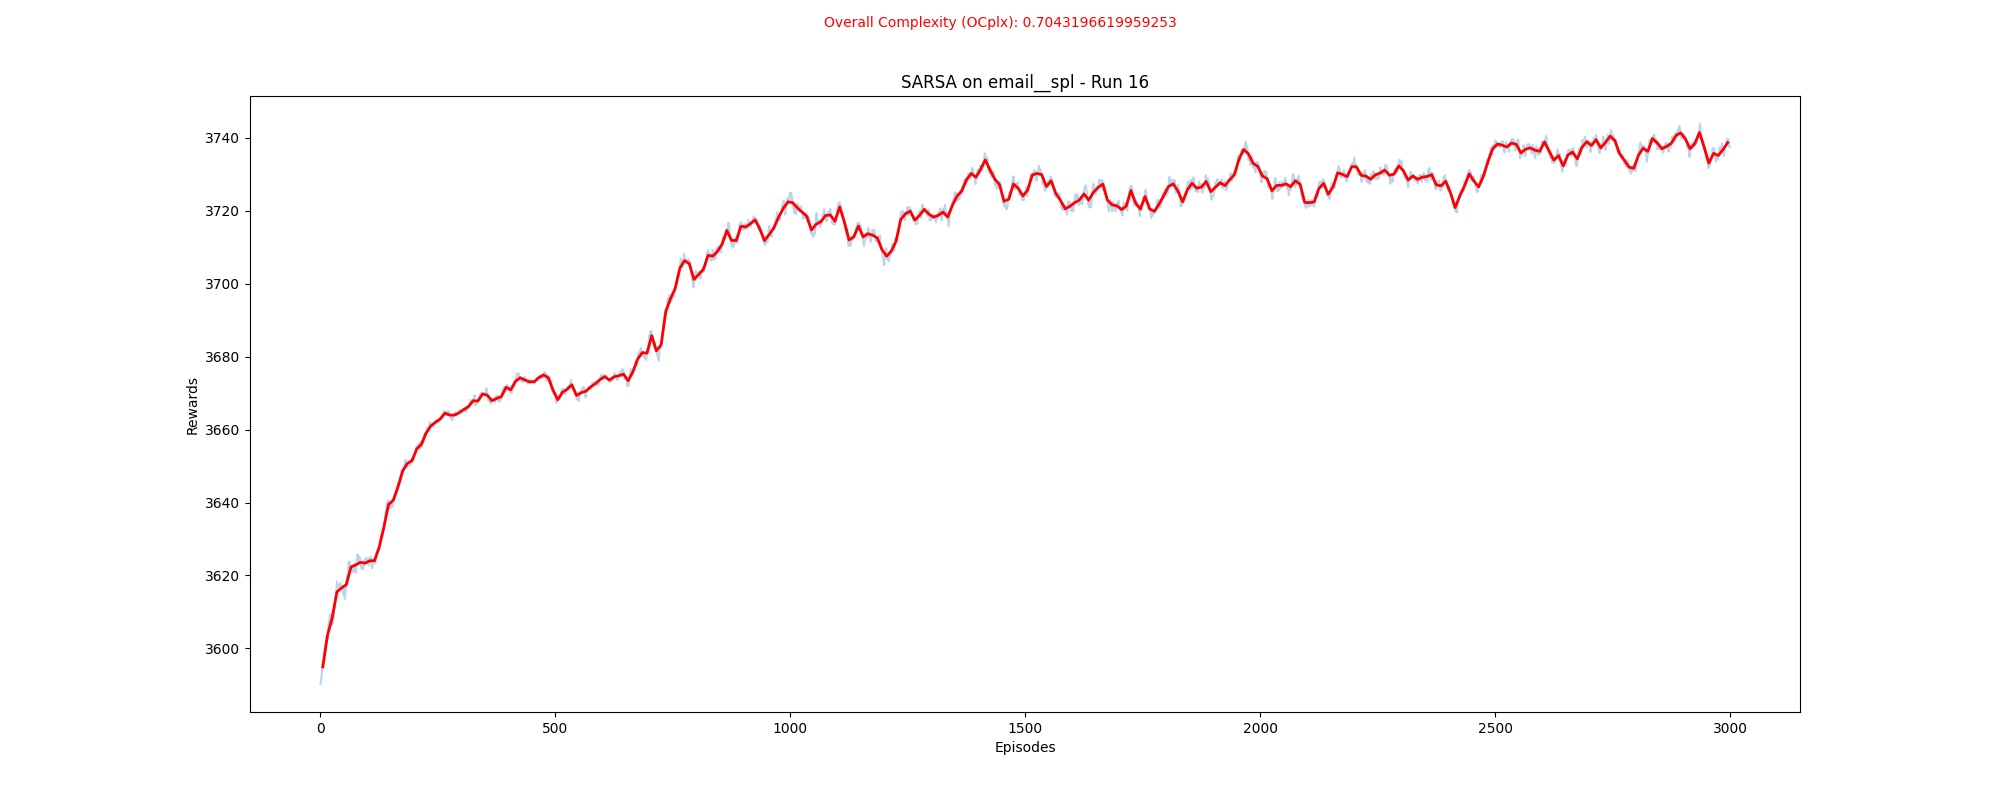 Overall Complexity (OCplx): 0.7043196619959253
SARSA on email__spl - Run 16
Rewards
3740
3720
3700
3680
3660
3640
3620
3600
0 500 1000 1500 2000 2500 3000
Episodes